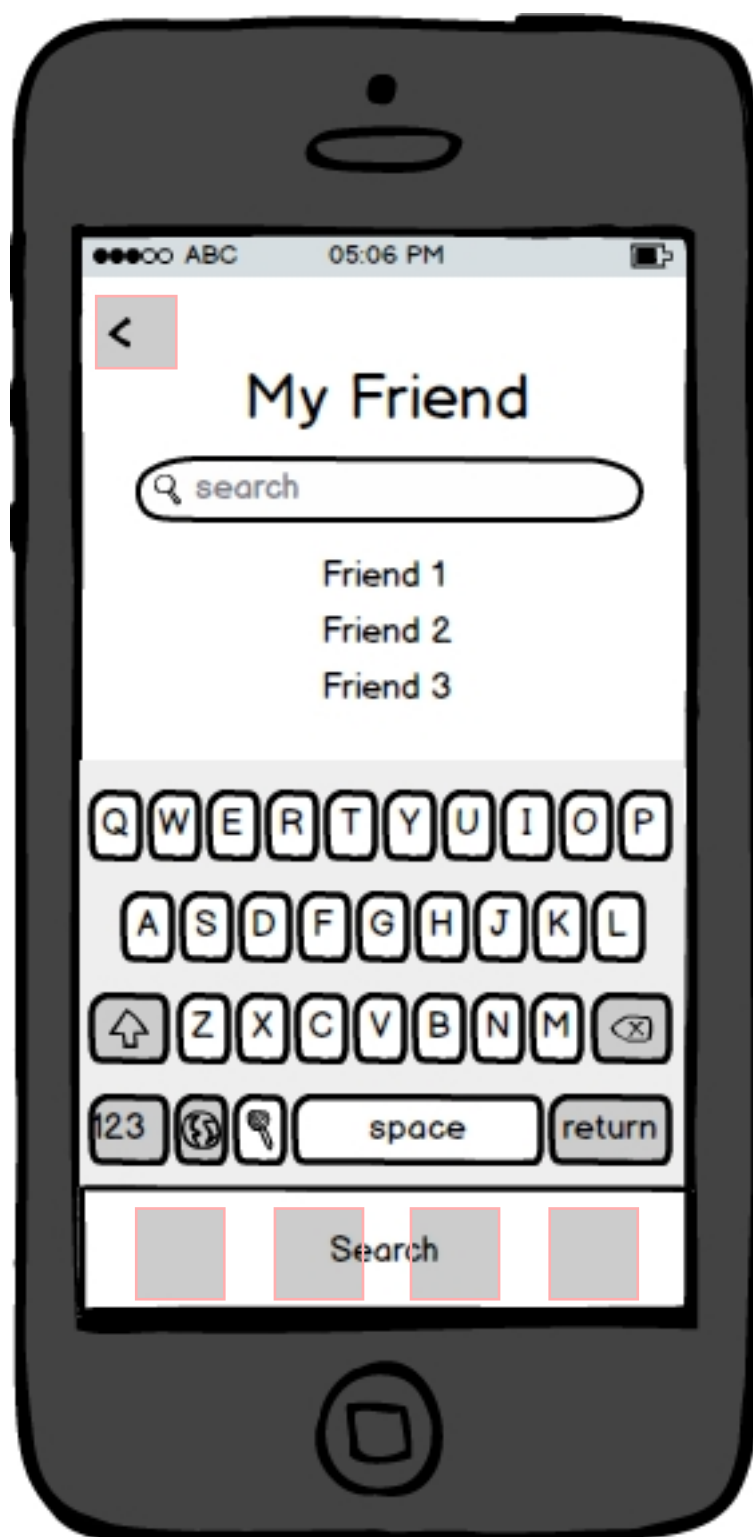 ABC 05:06 PM
<
My Friend
search
Friend 1
Friend 2
Friend 3
Q W E R T Y U I O P
A S D F G H J K L
Z X C V B N M
123 space return
Search